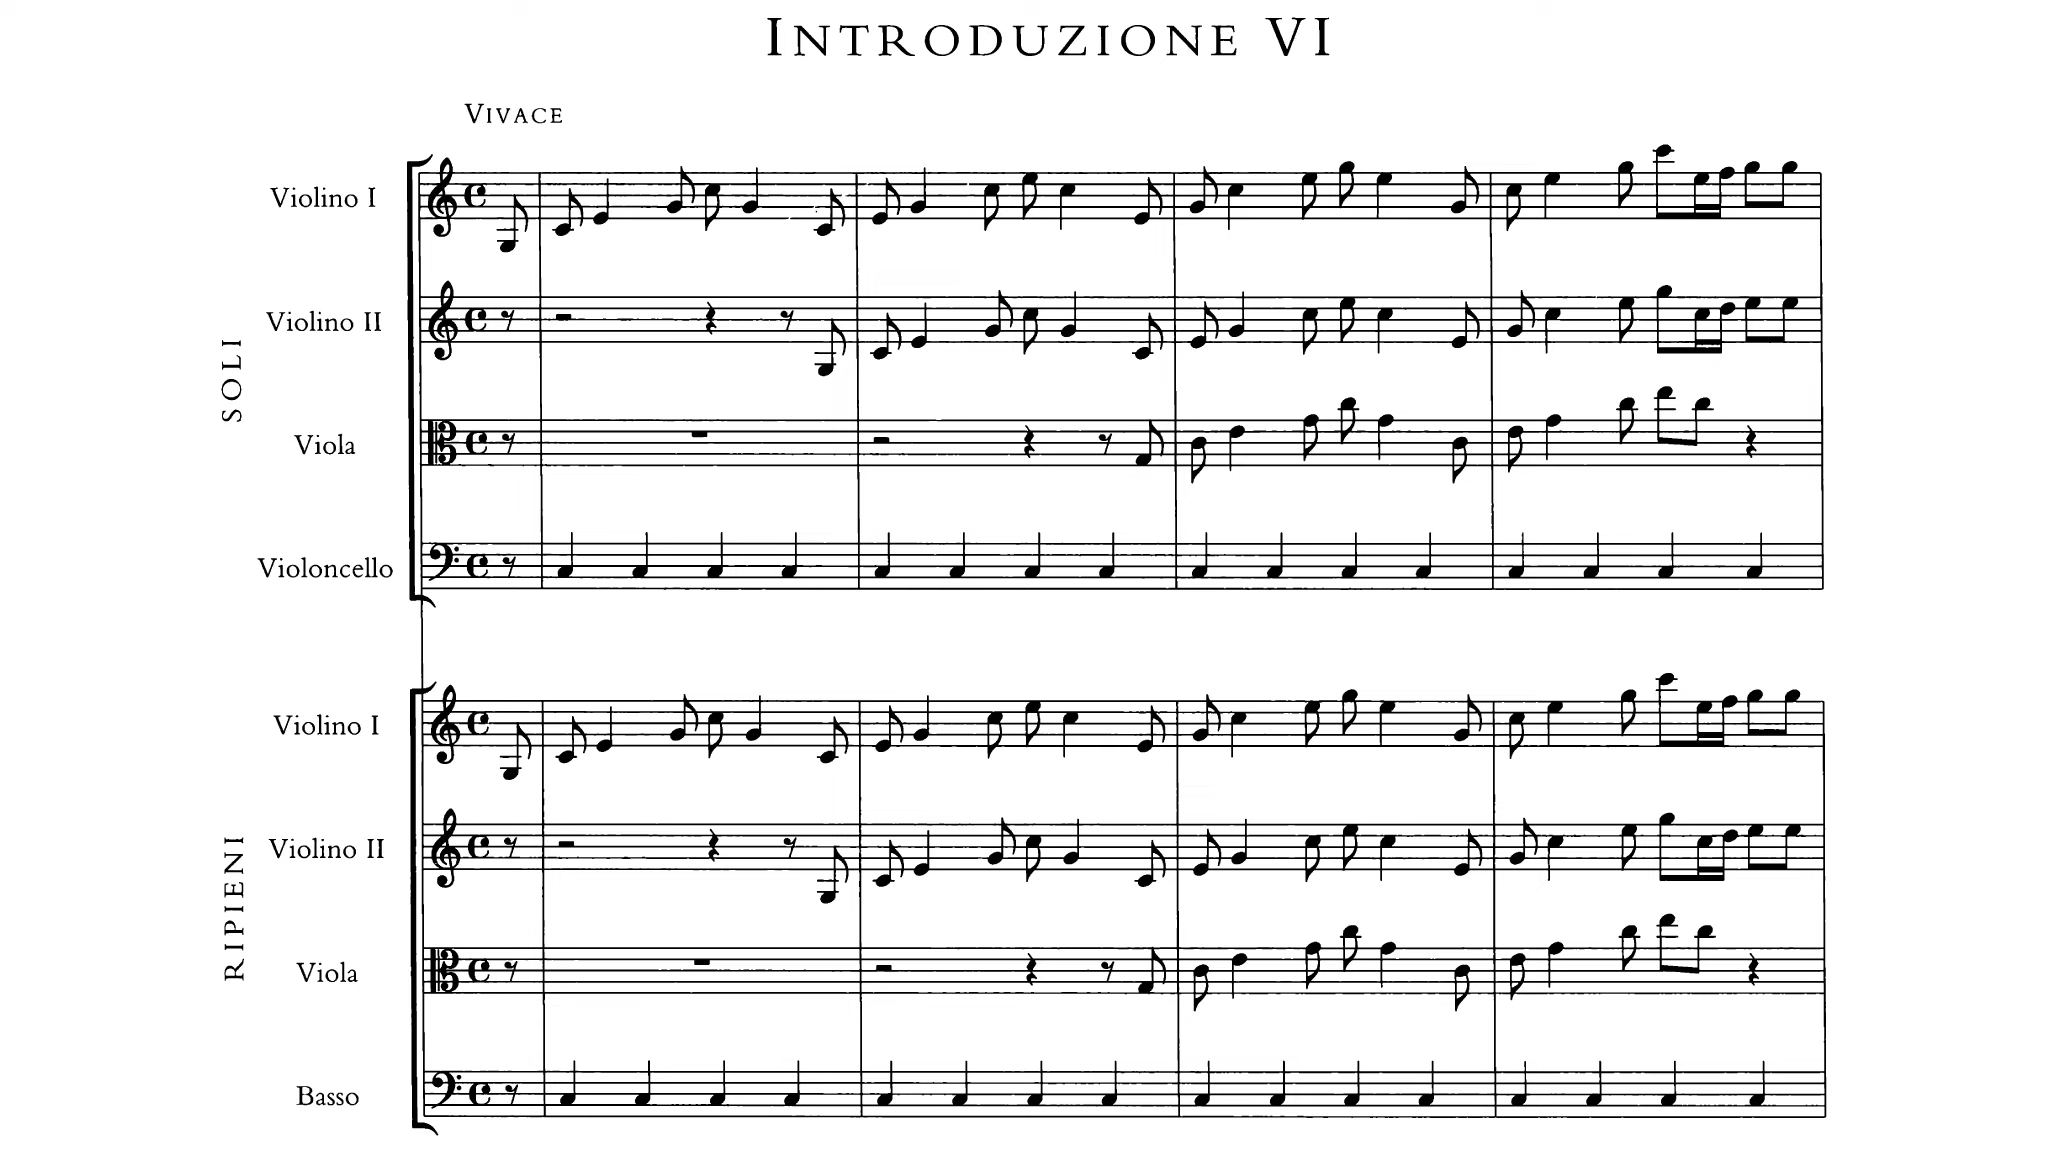 INTRODUZIONE VI
VIVACE
SOLI
Violino I
Violino II
Viola
Violoncello
RIPIENI
Violino I
Violino II
Viola
Basso